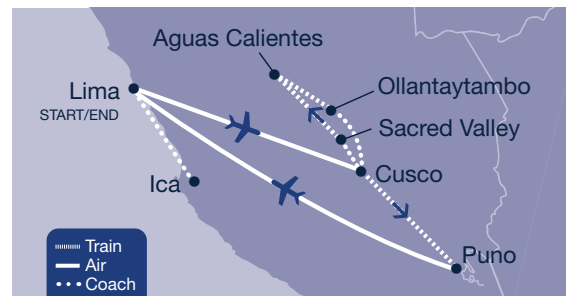 Aguas Calientes
Lima
START/END
Ollantaytambo
Sacred Valley
Cusco
Ica
Puno
Train
Air
Coach